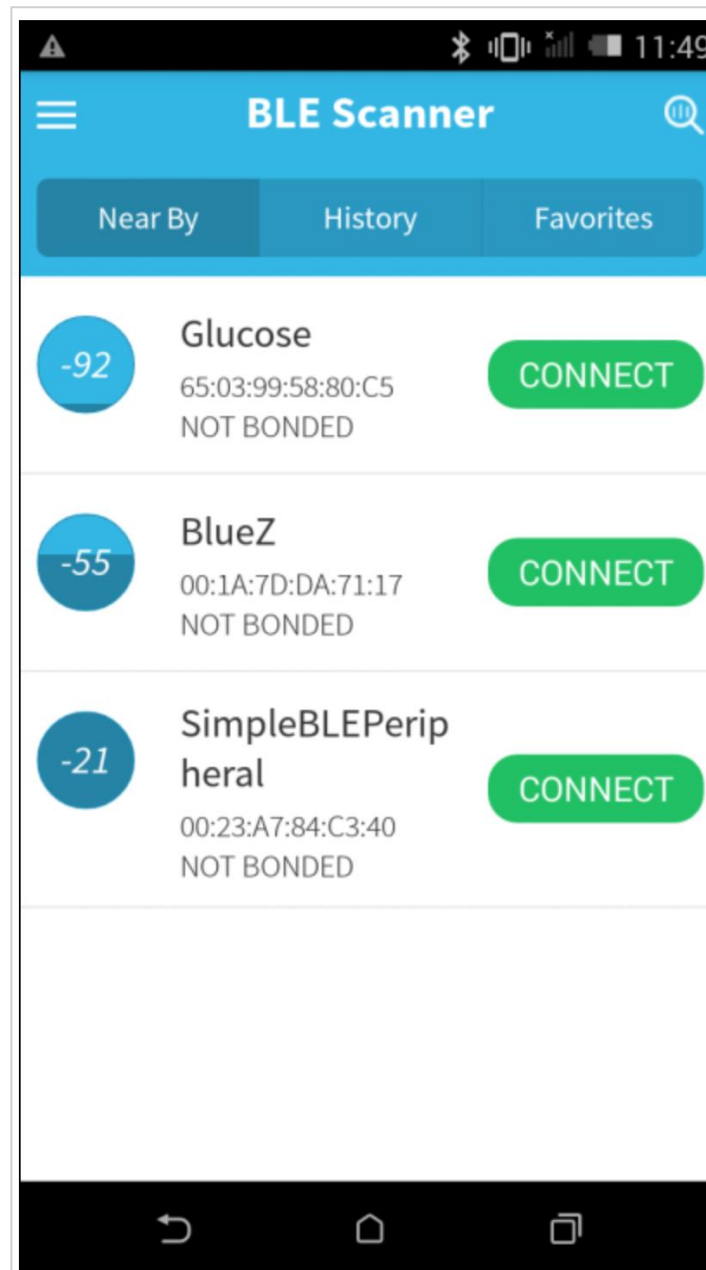 11:49
BLE Scanner
Near By History Favorites
-92
Glucose
65:03:99:58:80:C5
NOT BONDED
CONNECT
-55
BlueZ
00:1A:7D:DA:71:17
NOT BONDED
CONNECT
-21
SimpleBLEPerip
heral
00:23:A7:84:C3:40
NOT BONDED
CONNECT